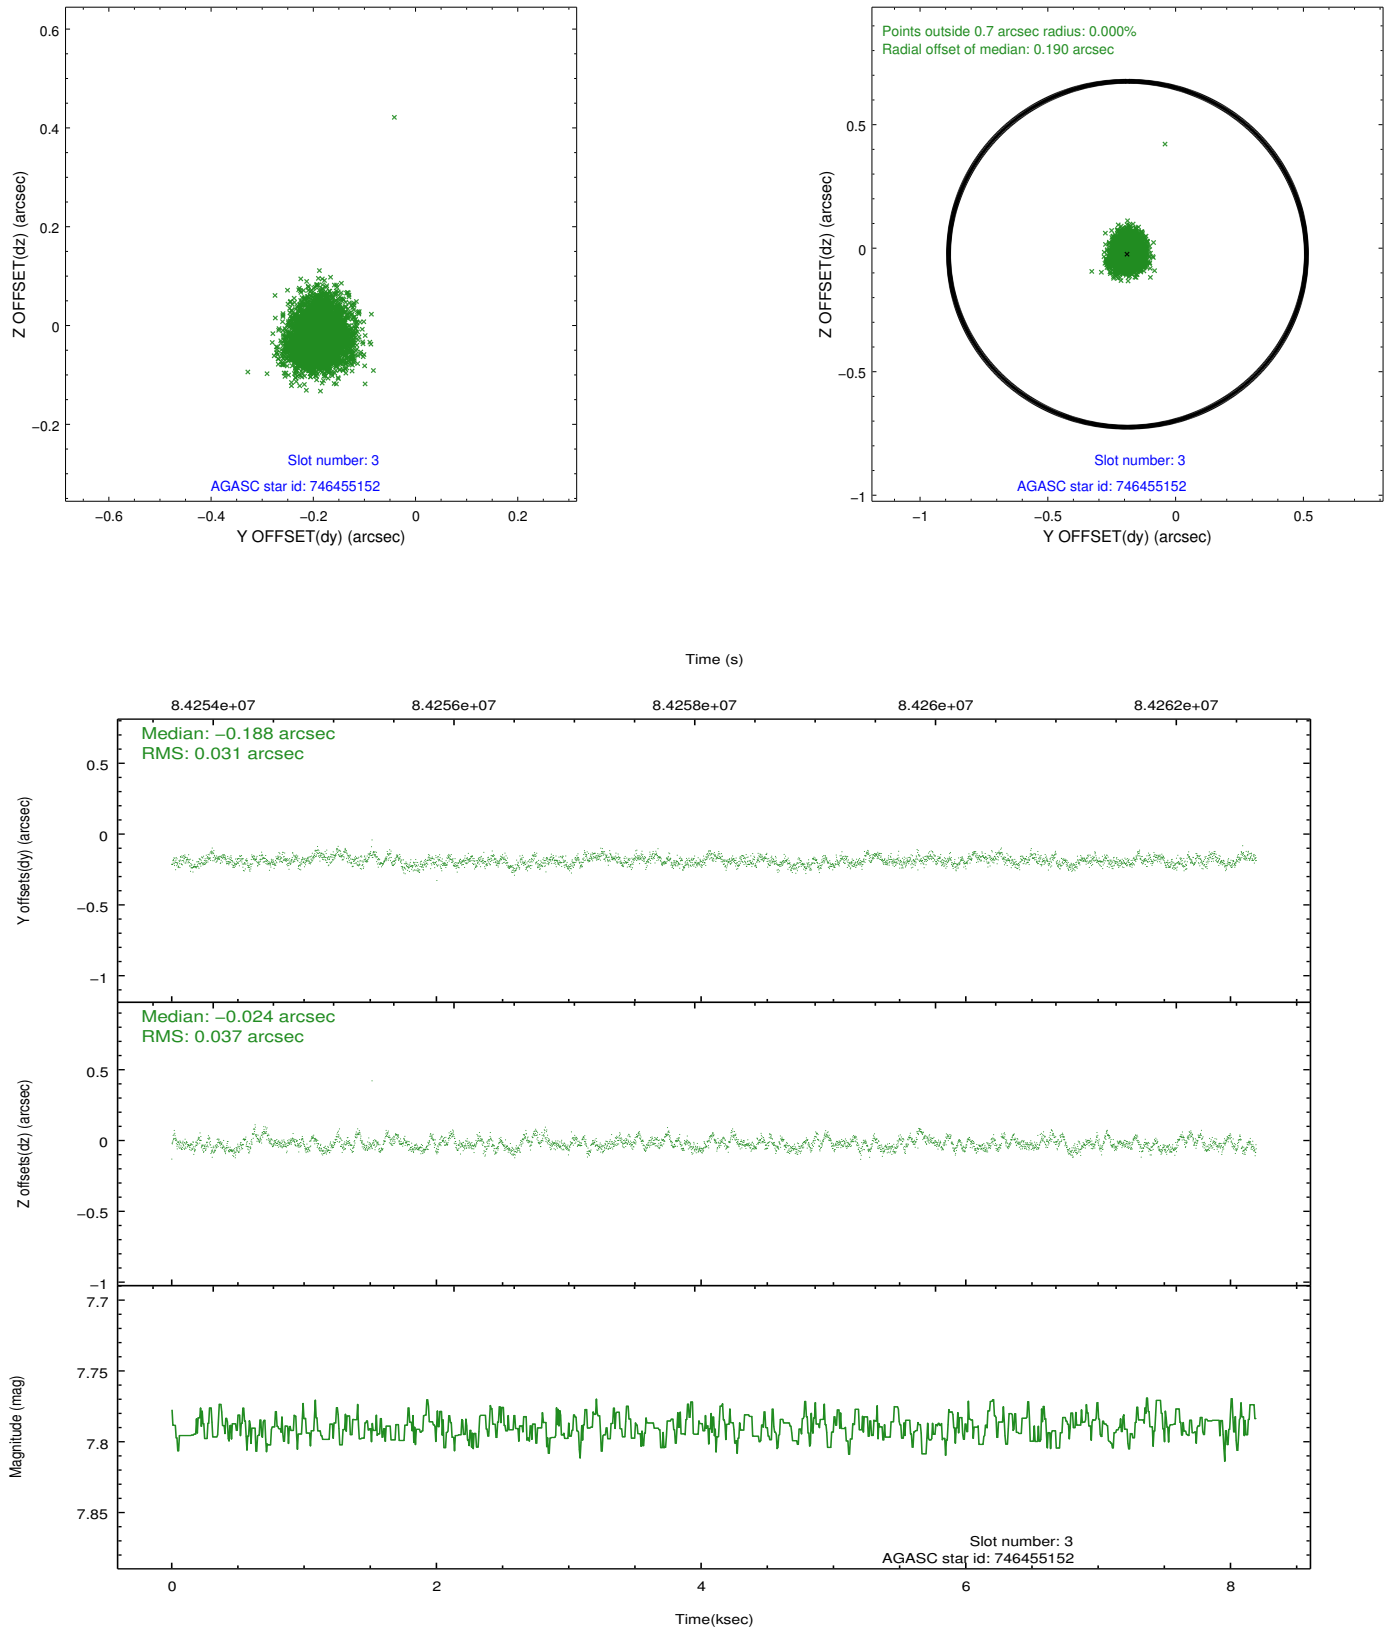 0.6
0.4
0.2
0
−0.2
−0.6
−0.4
−0.2
0
0.2
Z OFFSET(dz) (arcsec)
Y OFFSET(dy) (arcsec)
Slot number: 3
AGASC star id: 746455152
Points outside 0.7 arcsec radius: 0.000%
Radial offset of median: 0.190 arcsec
0.5
0
−0.5
−1
−1
−0.5
0
0.5
Z OFFSET(dz) (arcsec)
Y OFFSET(dy) (arcsec)
Slot number: 3
AGASC star id: 746455152
Time (s)
8.4254e+07
8.4256e+07
8.4258e+07
8.426e+07
8.4262e+07
Median: −0.188 arcsec
RMS: 0.031 arcsec
0.5
0
−0.5
−1
Y offsets(dy) (arcsec)
Median: −0.024 arcsec
RMS: 0.037 arcsec
0.5
0
−0.5
−1
Z offsets(dz) (arcsec)
7.7
7.75
7.8
7.85
Magnitude (mag)
Slot number: 3
AGASC star id: 746455152
0
2
4
6
8
Time(ksec)